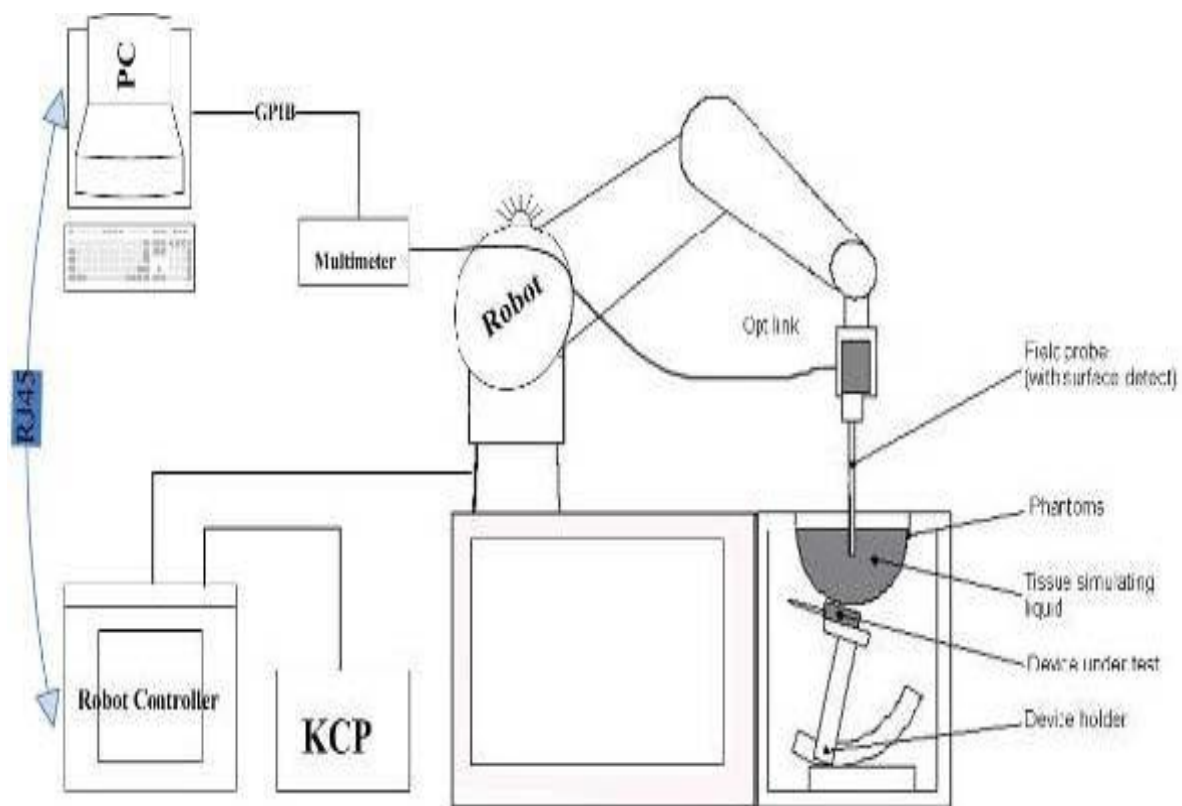 PC
GPIB
Multimeter
Robot
Opt link
Field probe
(with surface detect)
Phantoms
Tissue simulating
liquid
Device under test
Device holder
RJ45
Robot Controller
KCP